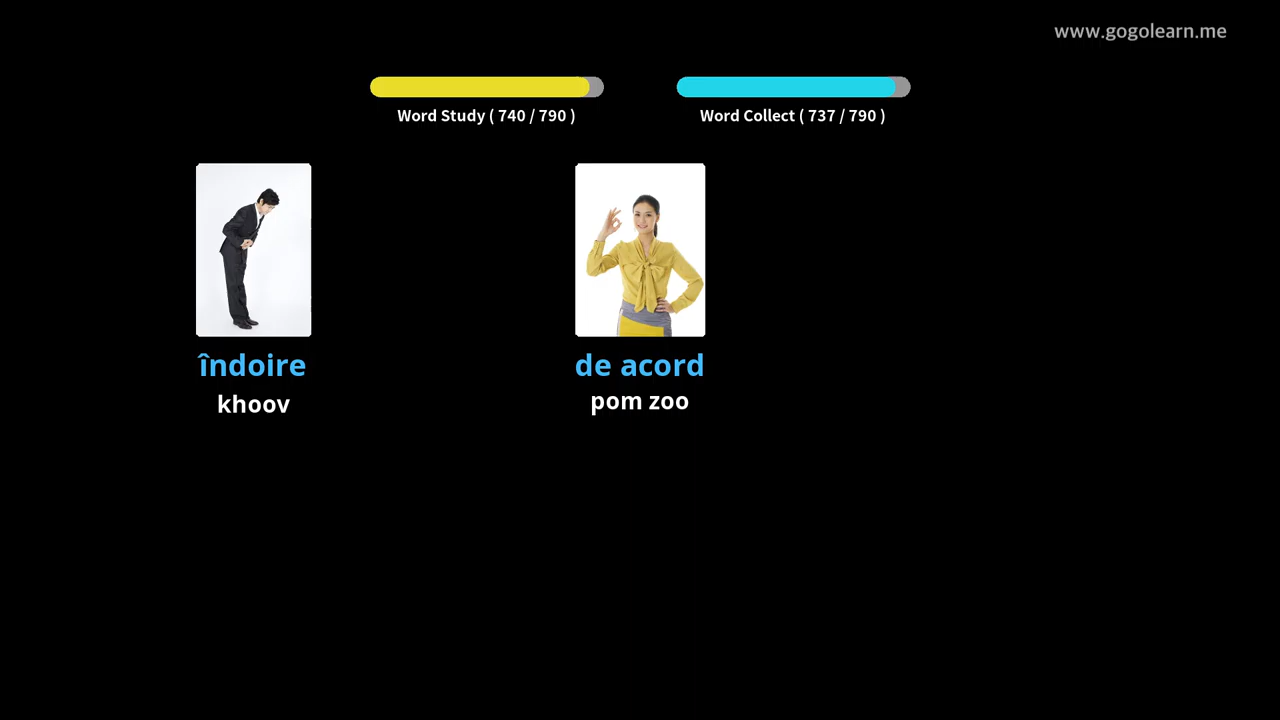 www.gogolearn.me
Word Study ( 740 / 790 )
Word Collect ( 737 / 790 )
îndoire
khoov
de acord
pom zoo